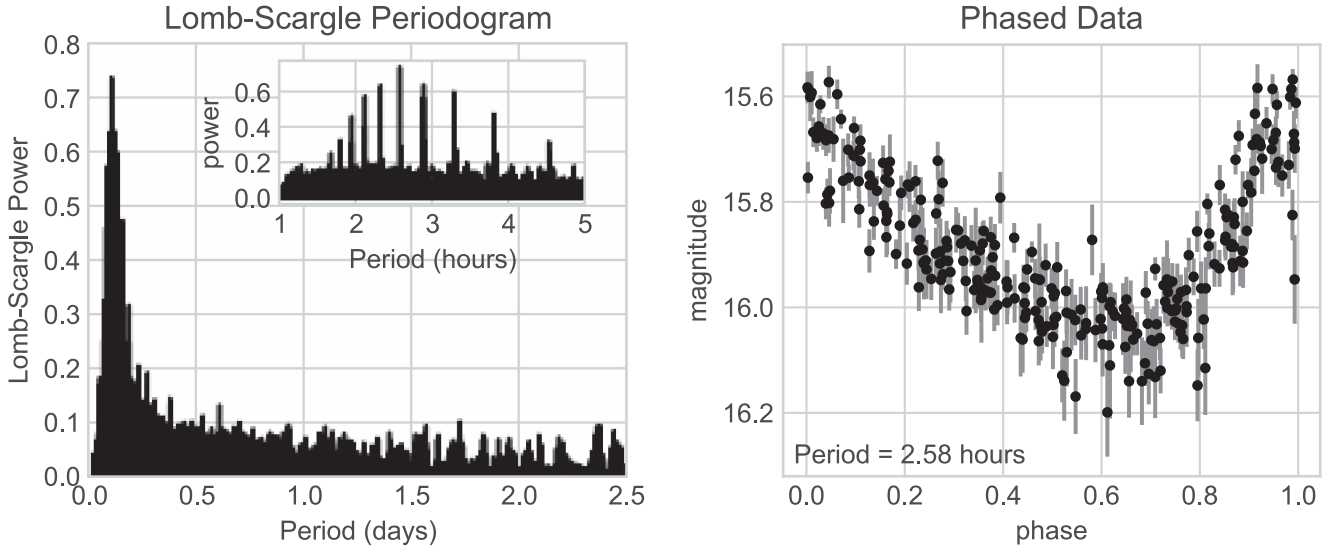 Lomb-Scargle Periodogram
Lomb-Scargle Power
0.8
0.7
0.6
0.5
0.4
0.3
0.2
0.1
0.0
0.0 0.5 1.0 1.5 2.0 2.5
Period (days)
power
0.6
0.4
0.2
0.0
1 2 3 4 5
Period (hours)
Phased Data
magnitude
15.6
15.8
16.0
16.2
Period = 2.58 hours
0.0 0.2 0.4 0.6 0.8 1.0
phase